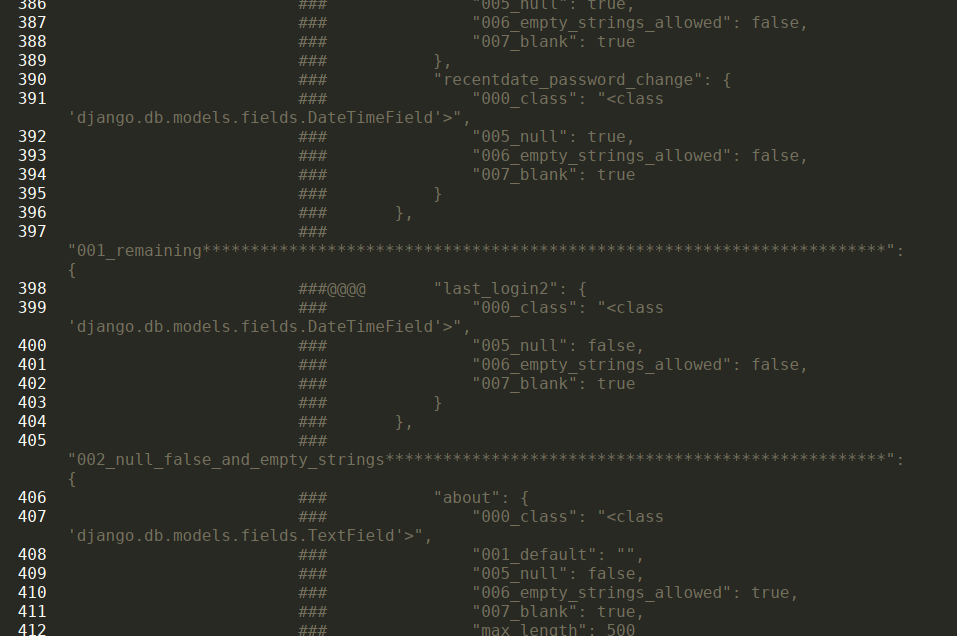 386 ### "005_null": true,
387 ### "006_empty_strings_allowed": false,
388 ### "007_blank": true
389 ### },
390 ### "recentdate_password_change": {
391 ### "000_class": "<class
'django.db.models.fields.DateTimeField'>",
392 ### "005_null": true,
393 ### "006_empty_strings_allowed": false,
394 ### "007_blank": true
395 ### }
396 ### },
397 ###
"001_remaining***********************************************************************":
{
398 ###@@@@ "last_login2": {
399 ### "000_class": "<class
'django.db.models.fields.DateTimeField'>",
400 ### "005_null": false,
401 ### "006_empty_strings_allowed": false,
402 ### "007_blank": true
403 ### }
404 ### },
405 ###
"002_null_false_and_empty_strings****************************************************":
{
406 ### "about": {
407 ### "000_class": "<class
'django.db.models.fields.TextField'>",
408 ### "001_default": "",
409 ### "005_null": false,
410 ### "006_empty_strings_allowed": true,
411 ### "007_blank": true,
412 ### "max_length": 500